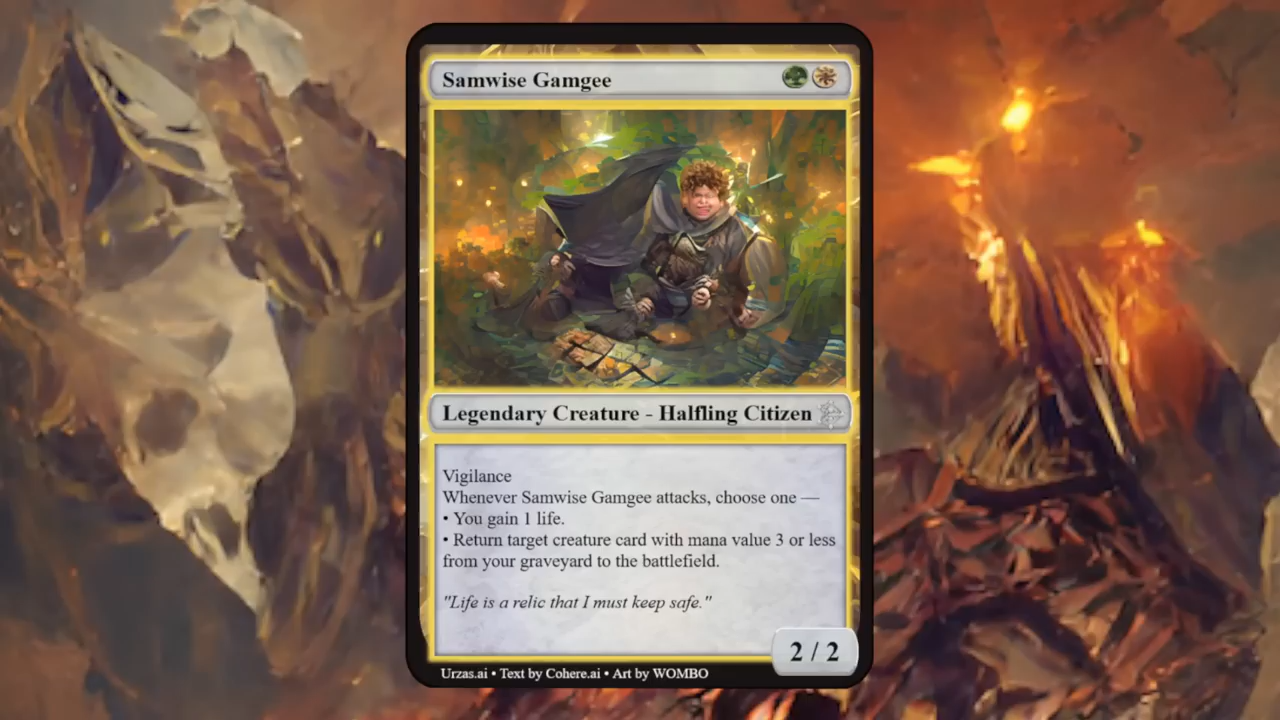 Samwise Gamgee
Legendary Creature - Halfling Citizen
Vigilance
Whenever Samwise Gamgee attacks, choose one —
• You gain 1 life.
• Return target creature card with mana value 3 or less
from your graveyard to the battlefield.
"Life is a relic that I must keep safe."
2 / 2
Urzas.ai • Text by Cohere.ai • Art by WOMBO